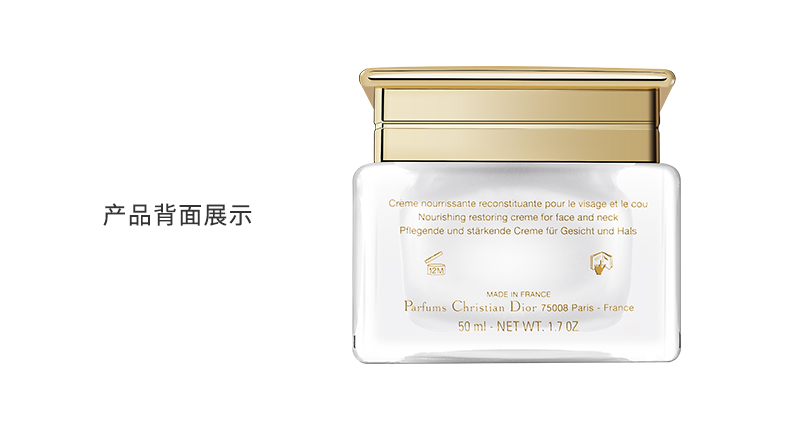 产品背面展示
Crème nourrissante reconstituante pour le visage et le cou
Nourishing restoring creme for face and neck
Pflegende und stärkende Creme für Gesicht und Hals
12M
MADE IN FRANCE
Parfums Christian Dior 75008 Paris - France
50 ml - NET WT. 1.7 OZ